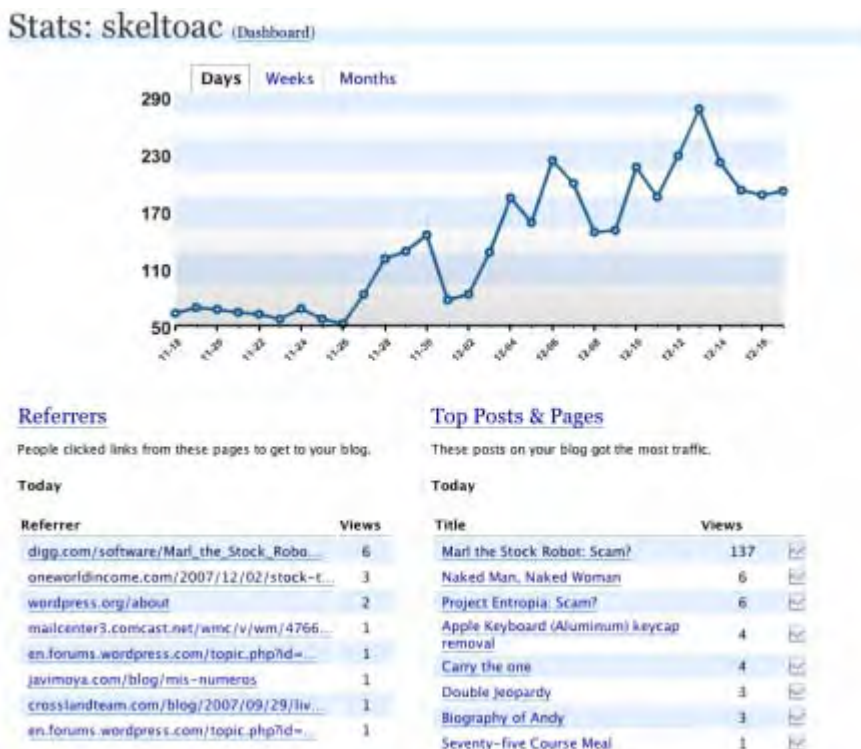 Stats: skeltoac (Dashboard)
Days Weeks Months
290
230
170
110
50
11-18 11-20 11-22 11-24 11-26 11-28 11-30 12-02 12-04 12-06 12-08 12-10 12-12 12-14 12-16
Referrers
People clicked links from these pages to get to your blog.
Today
Referrer Views
digg.com/software/Marl_the_Stock_Robo... 6
oneworldincome.com/2007/12/02/stock-t... 3
wordpress.org/about 2
mailcenter3.comcast.net/wmc/v/wm/4766... 1
en.forums.wordpress.com/topic.php?id=... 1
javimoya.com/blog/mis-numeros 1
crosslandteam.com/blog/2007/09/29/liv... 1
en.forums.wordpress.com/topic.php?id=... 1
Top Posts & Pages
These posts on your blog got the most traffic.
Today
Title Views
Marl the Stock Robot: Scam? 137
Naked Man, Naked Woman 6
Project Entropia: Scam? 6
Apple Keyboard (Aluminum) keycap
removal 4
Carry the one 4
Double Jeopardy 3
Biography of Andy 3
Seventy-five Course Meal 1